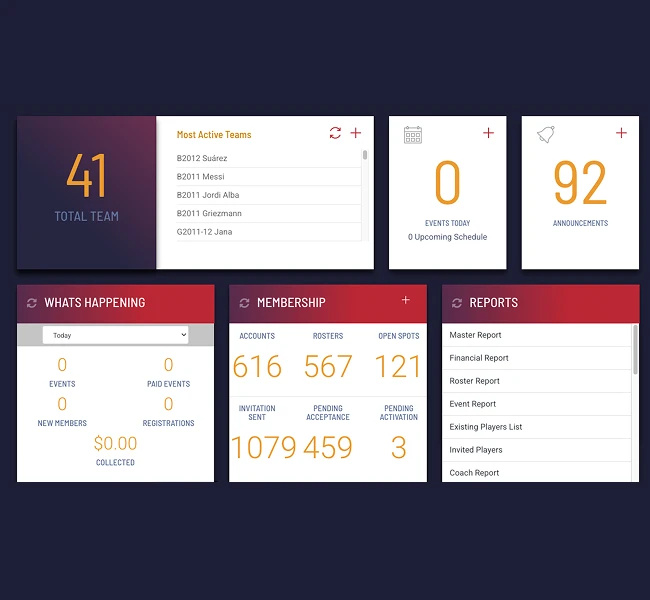 41
TOTAL TEAM
Most Active Teams
B2012 Suárez
B2011 Messi
B2011 Jordi Alba
B2011 Griezmann
G2011-12 Jana
0
EVENTS TODAY
0 Upcoming Schedule
92
ANNOUNCEMENTS
WHATS HAPPENING
Today
0
EVENTS
0
PAID EVENTS
0
NEW MEMBERS
0
REGISTRATIONS
$0.00
COLLECTED
MEMBERSHIP
ACCOUNTS
616
ROSTERS
567
OPEN SPOTS
121
INVITATION
SENT
1079
PENDING
ACCEPTANCE
459
PENDING
ACTIVATION
3
REPORTS
Master Report
Financial Report
Roster Report
Event Report
Existing Players List
Invited Players
Coach Report